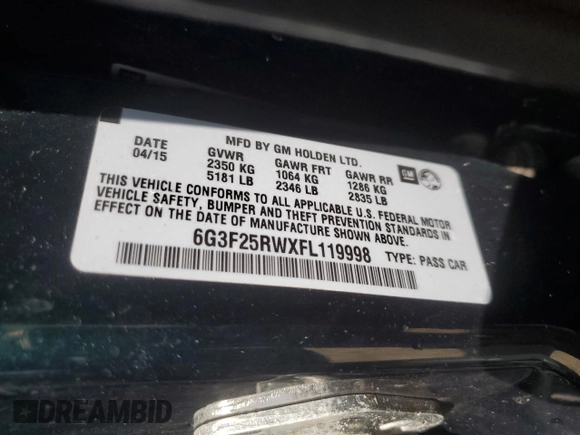 MFD BY GM HOLDEN LTD.
DATE GVWR GAWR FRT GAWR RR
04/15 2350 KG 1064 KG 1286 KG GM
5181 LB 2346 LB 2835 LB
THIS VEHICLE CONFORMS TO ALL APPLICABLE U.S. FEDERAL MOTOR
VEHICLE SAFETY, BUMPER AND THEFT PREVENTION STANDARDS IN
EFFECT ON THE DATE OF MANUFACTURE SHOWN ABOVE.
6G3F25RWXFL119998 TYPE: PASS CAR
DREAMBID